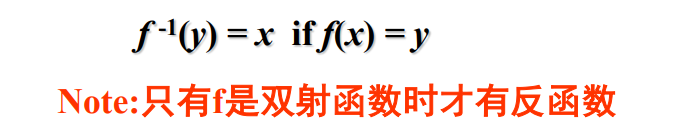 f⁻¹(y) = x if f(x) = y
Note:只有f是双射函数时才有反函数